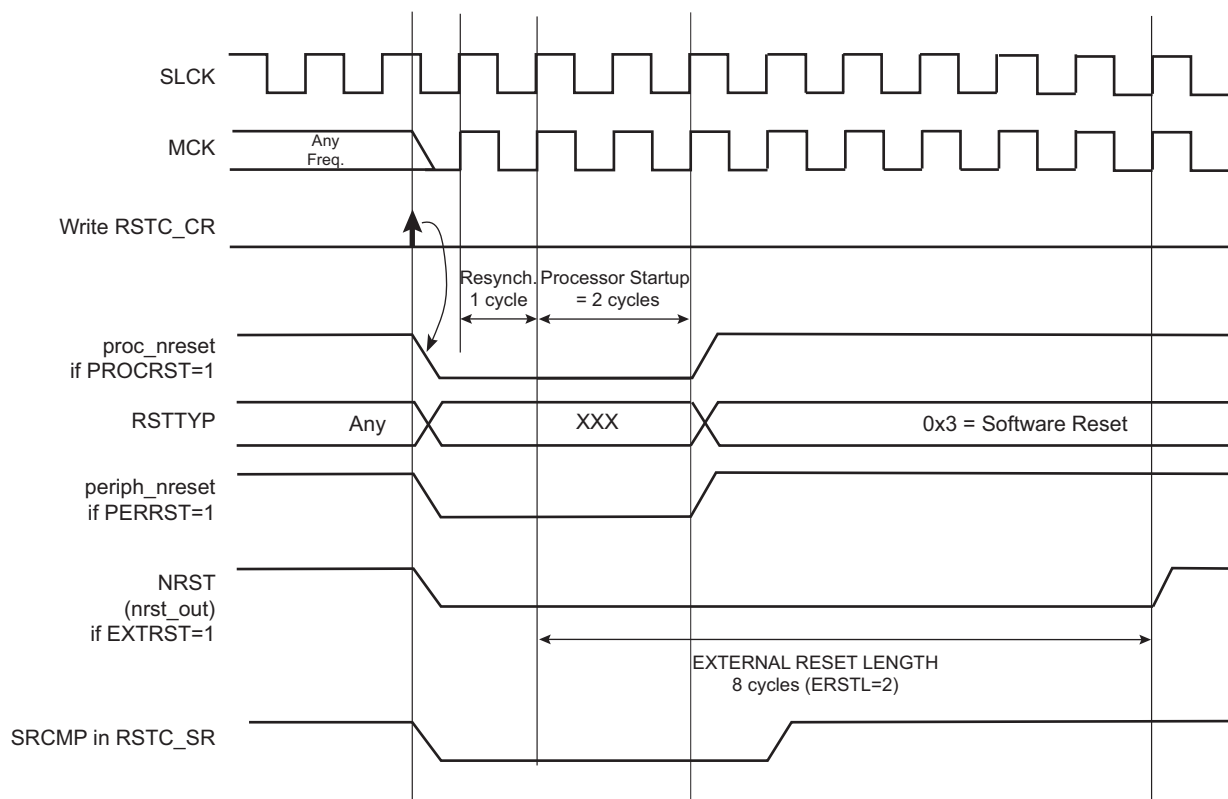 SLCK
MCK
Any
Freq.
Write RSTC_CR
Resynch.
1 cycle
Processor Startup
= 2 cycles
proc_nreset
if PROCRST=1
RSTTYP
Any
XXX
0x3 = Software Reset
periph_nreset
if PERRST=1
NRST
(nrst_out)
if EXTRST=1
EXTERNAL RESET LENGTH
8 cycles (ERSTL=2)
SRCMP in RSTC_SR